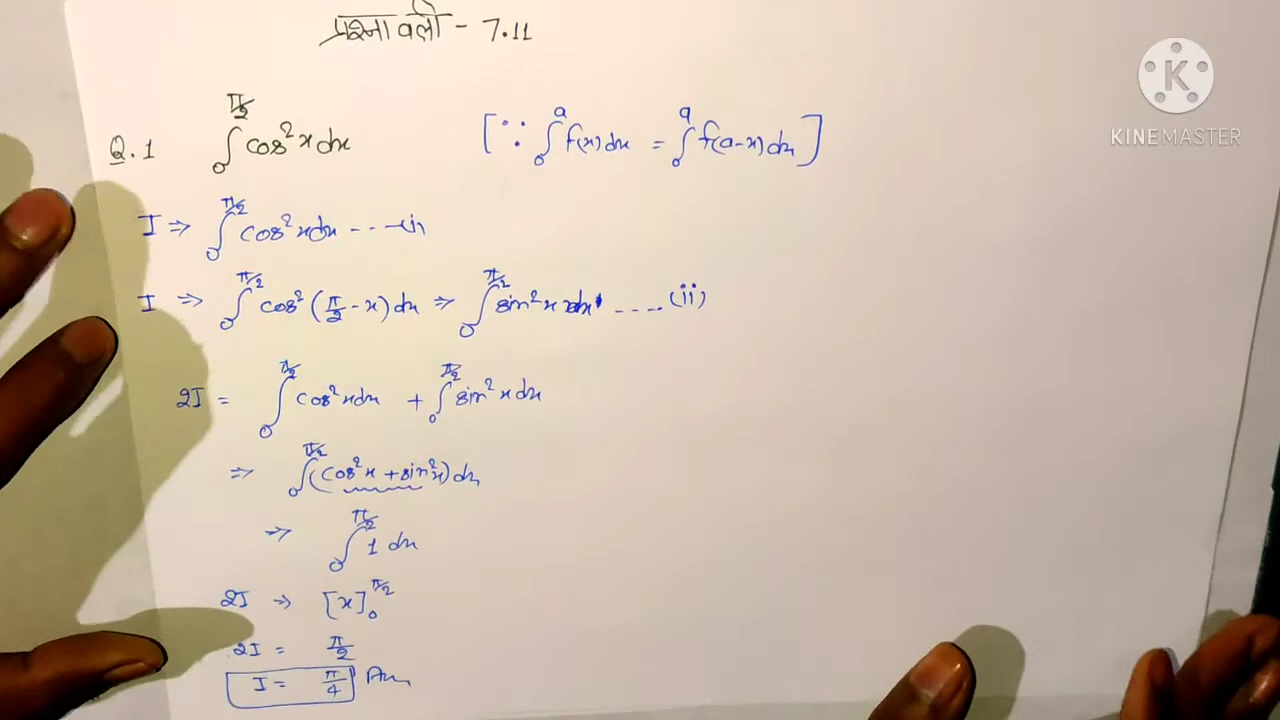 प्रश्नावली - 7.11
KINEMASTER
Q.1 ∫₀^π/2 cos²x dx [∵ ∫₀^a f(x) dx = ∫₀^a f(a-x) dx]
I ⇒ ∫₀^π/2 cos²x dx - - - (i)
I ⇒ ∫₀^π/2 cos² (π/2 - x) dx ⇒ ∫₀^π/2 sin²x dx .... (ii)
2I = ∫₀^π/2 cos²x dx + ∫₀^π/2 sin²x dx
⇒ ∫₀^π/2 (cos²x + sin²x) dx
⇒ ∫₀^π/2 1 dx
2I ⇒ [x]₀^π/2
2I = π/2
I = π/4 Ans